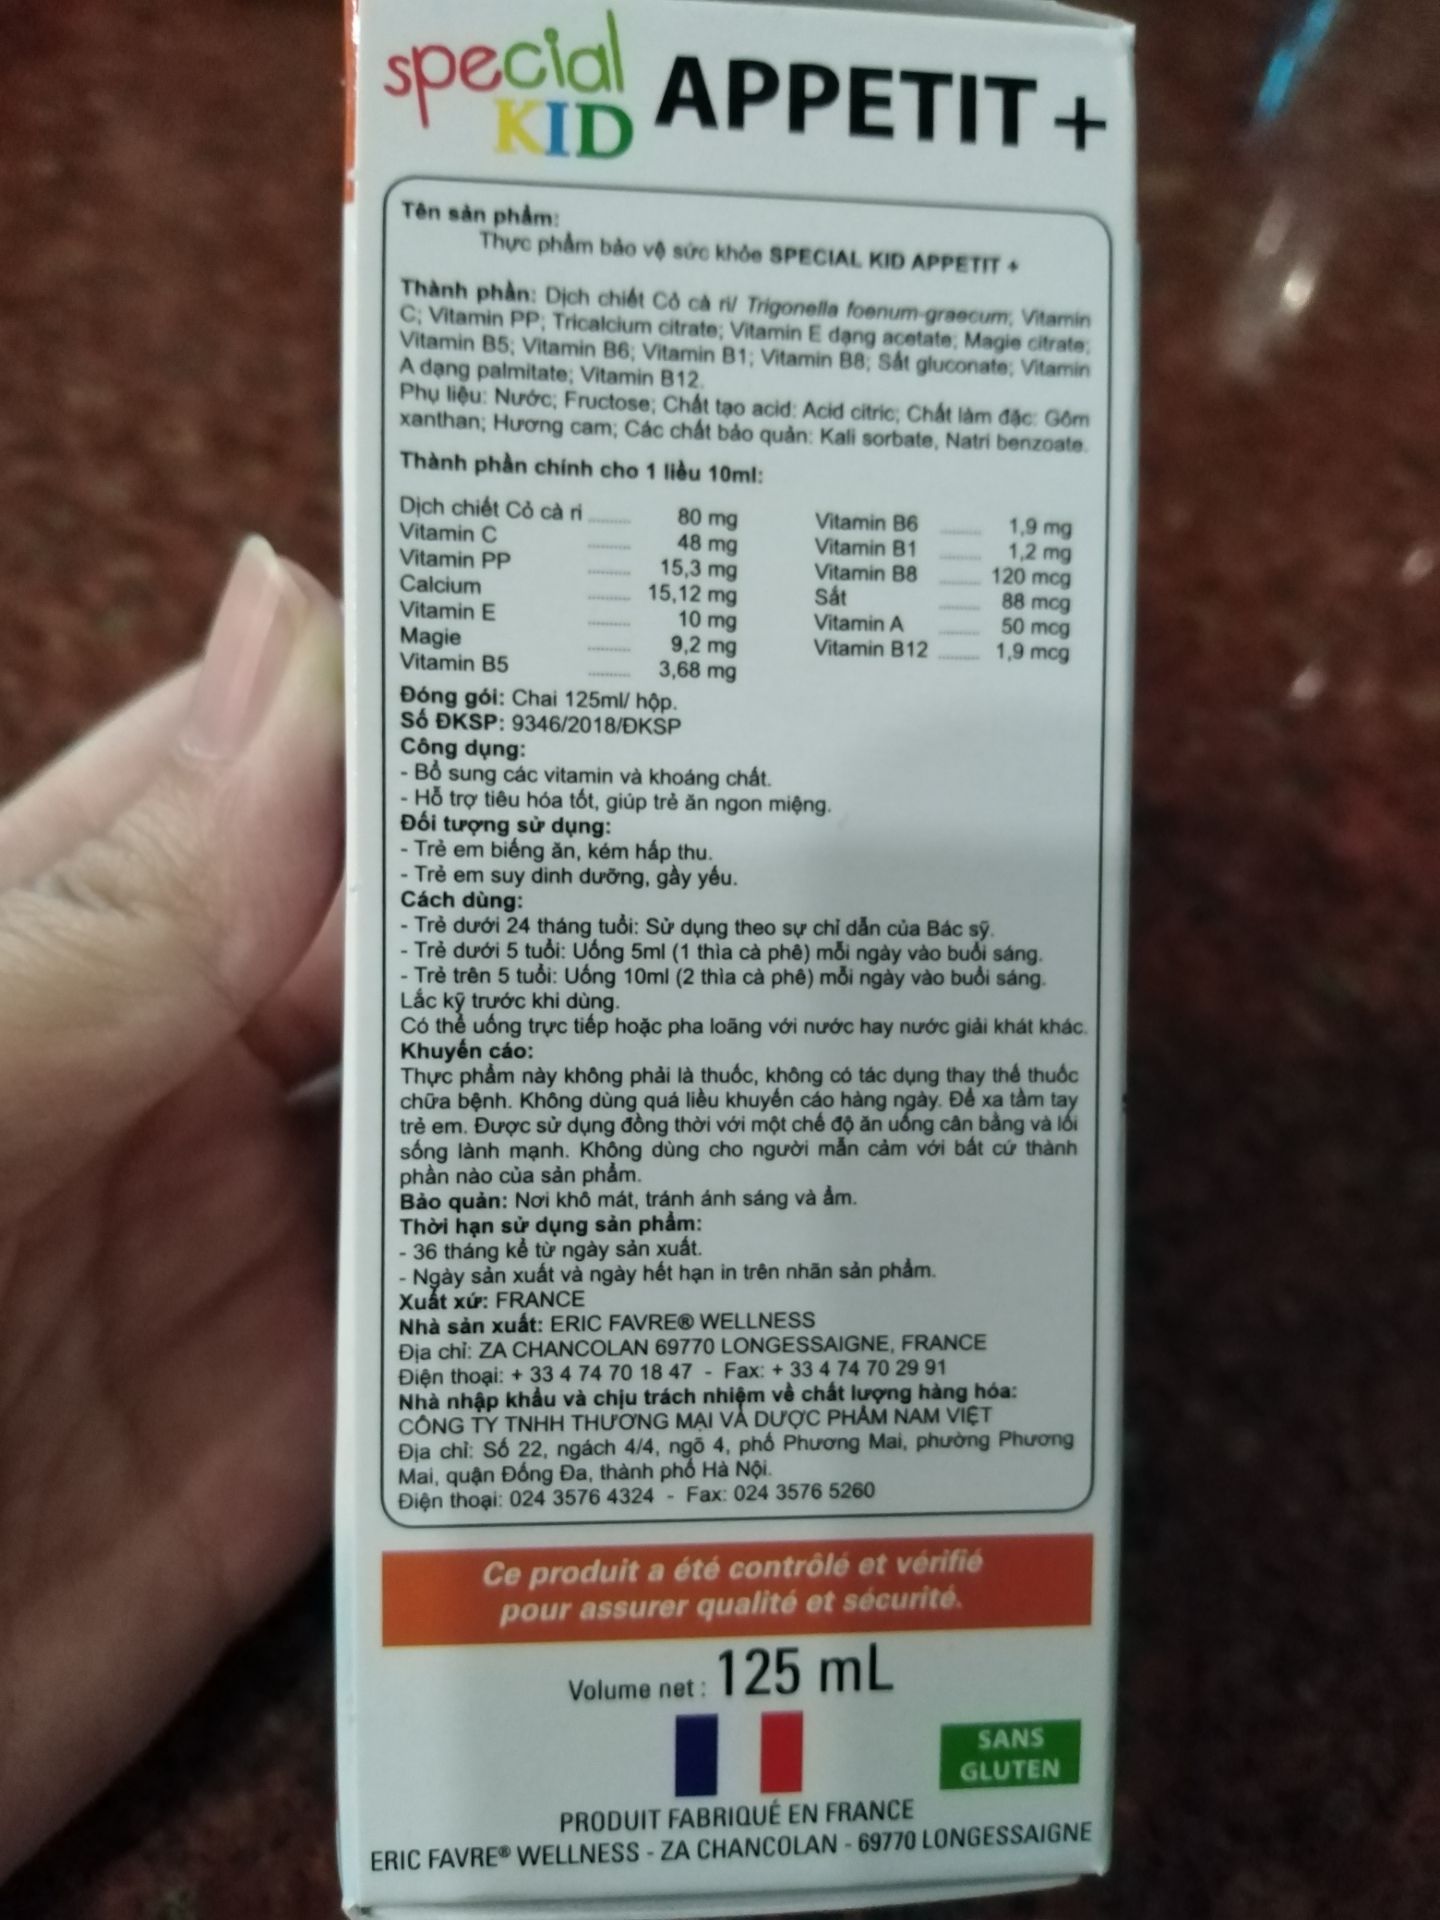 special
KID
APPETIT +
Tên sản phẩm:
Thực phẩm bảo vệ sức khỏe SPECIAL KID APPETIT +
Thành phần: Dịch chiết Cỏ cà ri/ Trigonella foenum-graecum; Vitamin
C; Vitamin PP; Tricalcium citrate; Vitamin E dạng acetate; Magie citrate;
Vitamin B5; Vitamin B6; Vitamin B1; Vitamin B8; Sắt gluconate; Vitamin
A dạng palmitate; Vitamin B12.
Phụ liệu: Nước; Fructose; Chất tạo acid: Acid citric; Chất làm đặc: Gôm
xanthan; Hương cam; Các chất bảo quản: Kali sorbate, Natri benzoate.
Thành phần chính cho 1 liều 10ml:
Dịch chiết Cỏ cà ri ........ 80 mg
Vitamin C ........ 48 mg
Vitamin PP ........ 15,3 mg
Calcium ........ 15,12 mg
Vitamin E ........ 10 mg
Magie ........ 9,2 mg
Vitamin B5 ........ 3,68 mg
Vitamin B6 ........ 1,9 mg
Vitamin B1 ........ 1,2 mg
Vitamin B8 ........ 120 mcg
Sắt ........ 88 mcg
Vitamin A ........ 50 mcg
Vitamin B12 ........ 1,9 mcg
Đóng gói: Chai 125ml/ hộp.
Số ĐKSP: 9346/2018/ĐKSP
Công dụng:
- Bổ sung các vitamin và khoáng chất.
- Hỗ trợ tiêu hóa tốt, giúp trẻ ăn ngon miệng.
Đối tượng sử dụng:
- Trẻ em biếng ăn, kém hấp thu.
- Trẻ em suy dinh dưỡng, gầy yếu.
Cách dùng:
- Trẻ dưới 24 tháng tuổi: Sử dụng theo sự chỉ dẫn của Bác sỹ.
- Trẻ dưới 5 tuổi: Uống 5ml (1 thìa cà phê) mỗi ngày vào buổi sáng.
- Trẻ trên 5 tuổi: Uống 10ml (2 thìa cà phê) mỗi ngày vào buổi sáng.
Lắc kỹ trước khi dùng.
Có thể uống trực tiếp hoặc pha loãng với nước hay nước giải khát khác.
Khuyến cáo:
Thực phẩm này không phải là thuốc, không có tác dụng thay thế thuốc
chữa bệnh. Không dùng quá liều khuyến cáo hàng ngày. Để xa tầm tay
trẻ em. Được sử dụng đồng thời với một chế độ ăn uống cân bằng và lối
sống lành mạnh. Không dùng cho người mẫn cảm với bất cứ thành
phần nào của sản phẩm.
Bảo quản: Nơi khô mát, tránh ánh sáng và ẩm.
Thời hạn sử dụng sản phẩm:
- 36 tháng kể từ ngày sản xuất.
- Ngày sản xuất và ngày hết hạn in trên nhãn sản phẩm.
Xuất xứ: FRANCE
Nhà sản xuất: ERIC FAVRE® WELLNESS
Địa chỉ: ZA CHANCOLAN 69770 LONGESSAIGNE, FRANCE
Điện thoại: + 33 4 74 70 18 47 - Fax: + 33 4 74 70 29 91
Nhà nhập khẩu và chịu trách nhiệm về chất lượng hàng hóa:
CÔNG TY TNHH THƯƠNG MẠI VÀ DƯỢC PHẨM NAM VIỆT
Địa chỉ: Số 22, ngách 4/4, ngõ 4, phố Phương Mai, phường Phương
Mai, quận Đống Đa, thành phố Hà Nội.
Điện thoại: 024 3576 4324 - Fax: 024 3576 5260
Ce produit a été contrôlé et vérifié
pour assurer qualité et sécurité.
Volume net : 125 mL
SANS
GLUTEN
PRODUIT FABRIQUÉ EN FRANCE
ERIC FAVRE® WELLNESS - ZA CHANCOLAN - 69770 LONGESSAIGNE